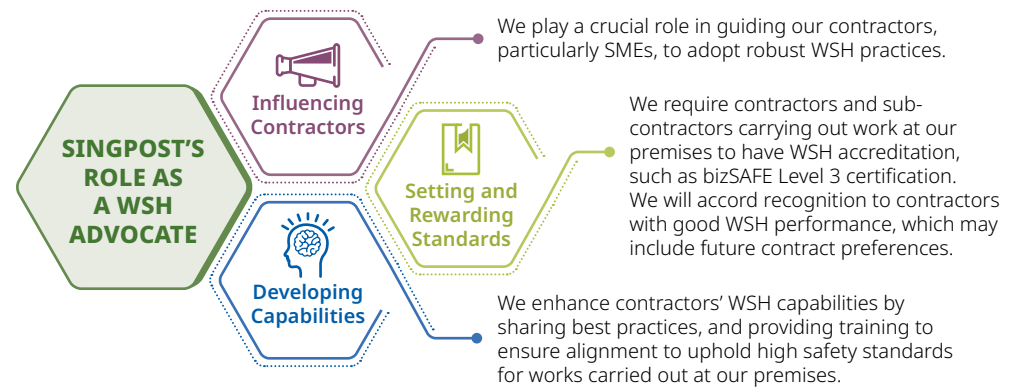 SINGPOST'S
ROLE AS
A WSH
ADVOCATE
Influencing
Contractors
We play a crucial role in guiding our contractors,
particularly SMEs, to adopt robust WSH practices.
Setting and
Rewarding
Standards
We require contractors and sub-
contractors carrying out work at our
premises to have WSH accreditation,
such as bizSAFE Level 3 certification.
We will accord recognition to contractors
with good WSH performance, which may
include future contract preferences.
Developing
Capabilities
We enhance contractors’ WSH capabilities by
sharing best practices, and providing training to
ensure alignment to uphold high safety standards
for works carried out at our premises.